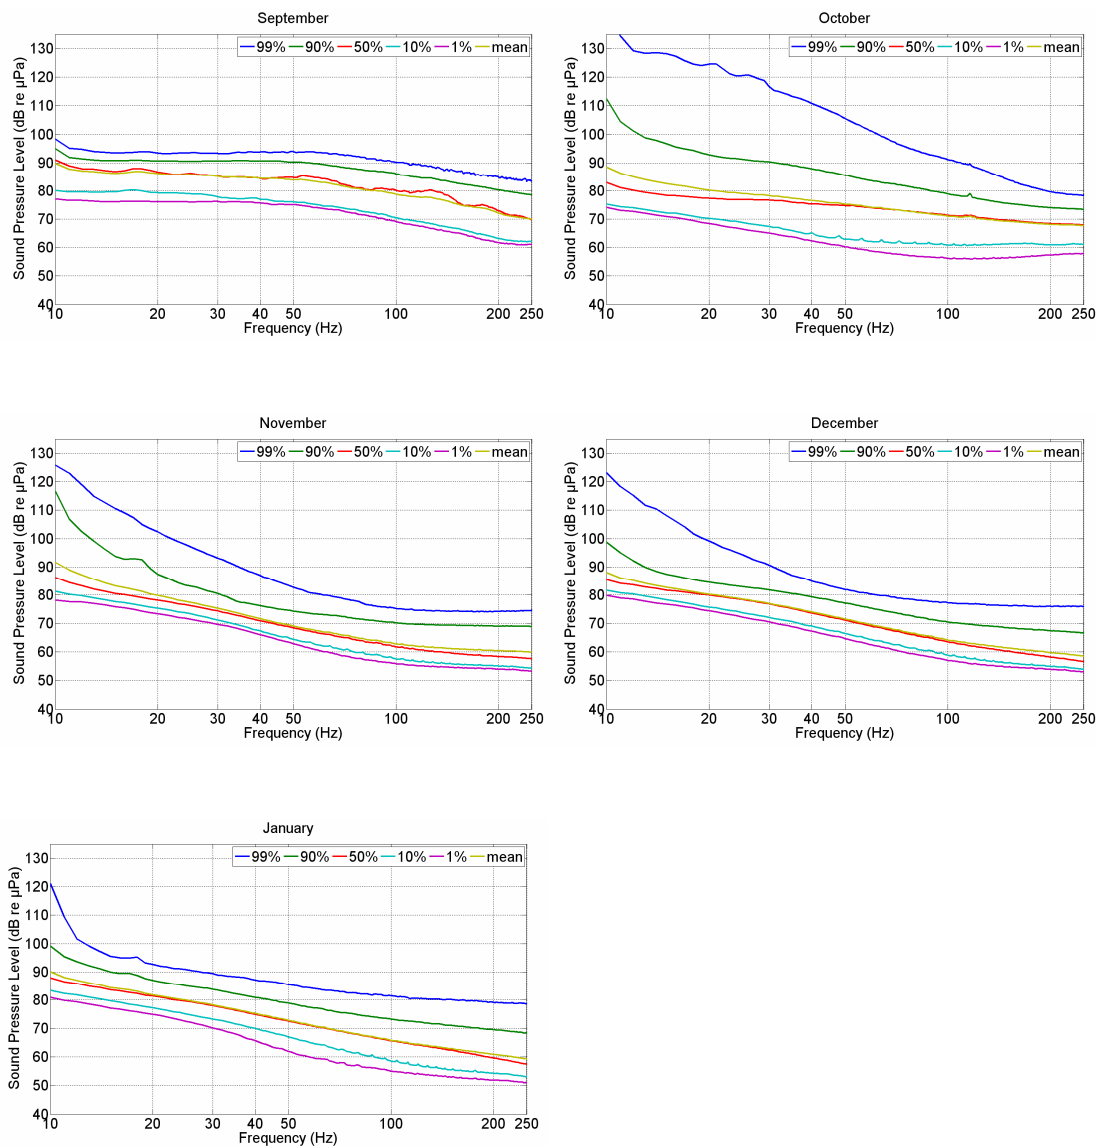 September
99% 90% 50% 10% 1% mean
Sound Pressure Level (dB re µPa)
130
120
110
100
90
80
70
60
50
40
10 20 30 40 50 100 200 250
Frequency (Hz)
October
99% 90% 50% 10% 1% mean
Sound Pressure Level (dB re µPa)
130
120
110
100
90
80
70
60
50
40
10 20 30 40 50 100 200 250
Frequency (Hz)
November
99% 90% 50% 10% 1% mean
Sound Pressure Level (dB re µPa)
130
120
110
100
90
80
70
60
50
40
10 20 30 40 50 100 200 250
Frequency (Hz)
December
99% 90% 50% 10% 1% mean
Sound Pressure Level (dB re µPa)
130
120
110
100
90
80
70
60
50
40
10 20 30 40 50 100 200 250
Frequency (Hz)
January
99% 90% 50% 10% 1% mean
Sound Pressure Level (dB re µPa)
130
120
110
100
90
80
70
60
50
40
10 20 30 40 50 100 200 250
Frequency (Hz)